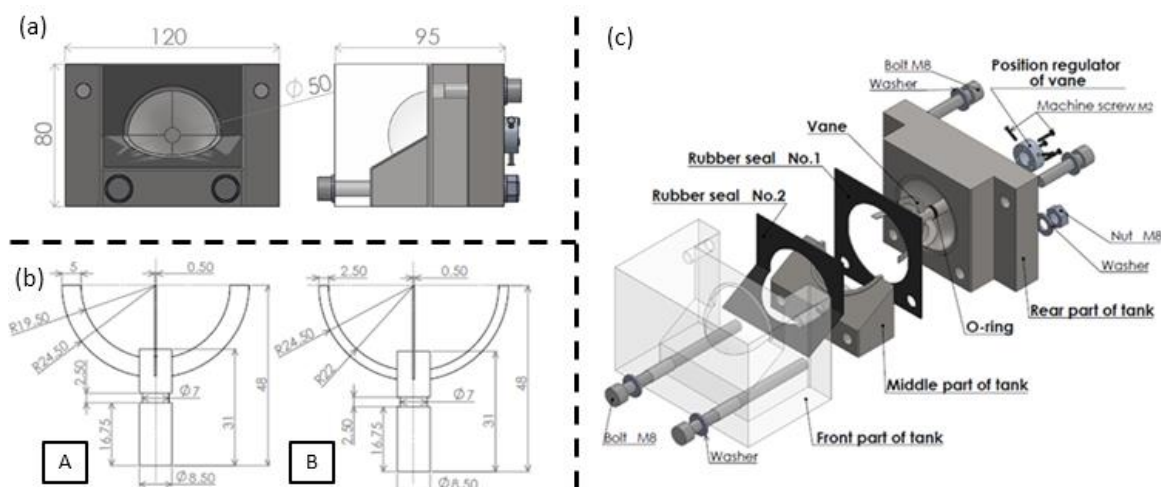 (a)
120
95
80
Ø 50
(b)
5
0.50
R19.50
R24.50
2.50
Ø7
16.75
31
48
Ø8.50
A
2.50
0.50
R24.50
R22
2.50
Ø7
16.75
31
48
Ø8.50
B
(c)
Bolt M8
Washer
Position regulator
of vane
Machine screw M2
Vane
Rubber seal No.1
Rubber seal No.2
Nut M8
Washer
Rear part of tank
O-ring
Middle part of tank
Front part of tank
Bolt M8
Washer